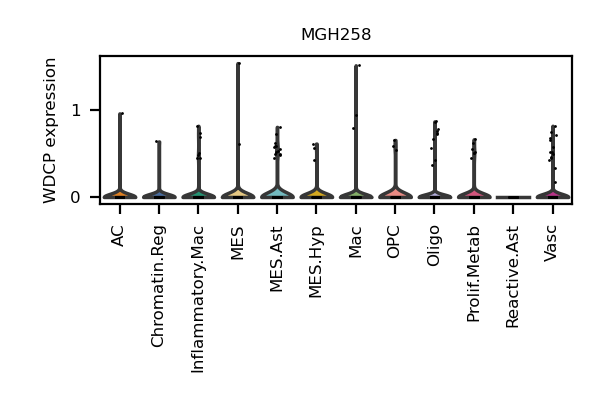 MGH258
WDCP expression
1
0
AC
Chromatin.Reg
Inflammatory.Mac
MES
MES.Ast
MES.Hyp
Mac
OPC
Oligo
Prolif.Metab
Reactive.Ast
Vasc